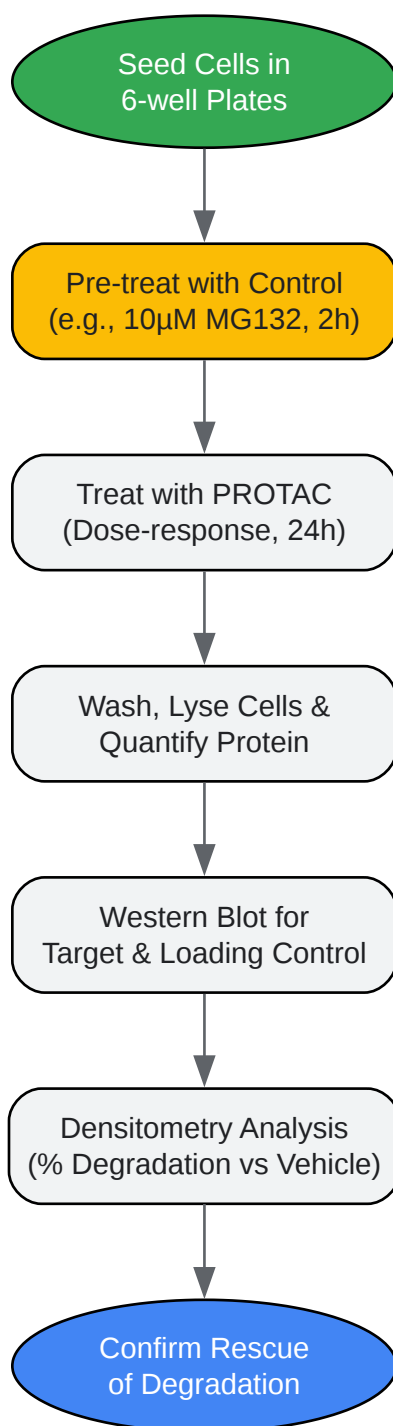 Seed Cells in
6-well Plates
Pre-treat with Control
(e.g., 10µM MG132, 2h)
Treat with PROTAC
(Dose-response, 24h)
Wash, Lyse Cells &
Quantify Protein
Western Blot for
Target & Loading Control
Densitometry Analysis
(% Degradation vs Vehicle)
Confirm Rescue
of Degradation